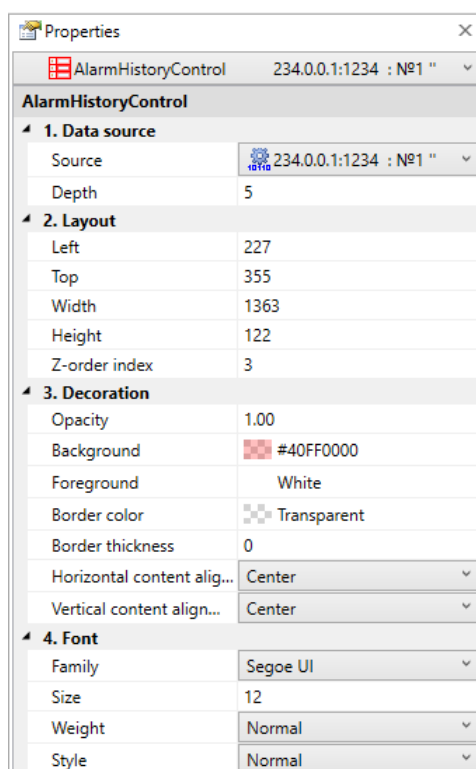 Properties
AlarmHistoryControl 234.0.0.1:1234 : №1 "
AlarmHistoryControl
1. Data source
Source 10110 234.0.0.1:1234 : №1 "
Depth 5
2. Layout
Left 227
Top 355
Width 1363
Height 122
Z-order index 3
3. Decoration
Opacity 1.00
Background #40FF0000
Foreground White
Border color Transparent
Border thickness 0
Horizontal content alig... Center
Vertical content align... Center
4. Font
Family Segoe UI
Size 12
Weight Normal
Style Normal